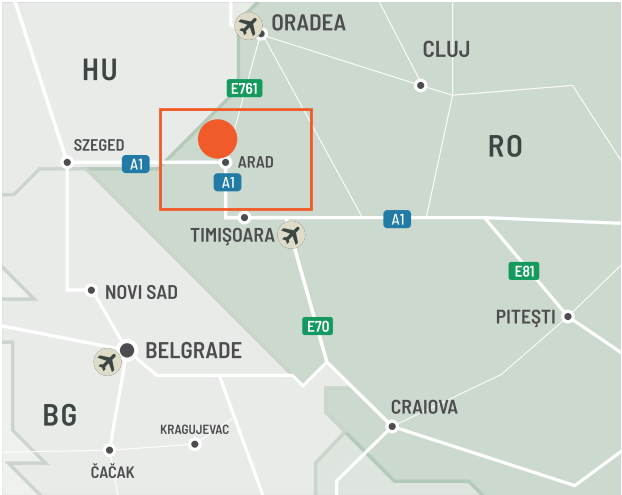 ORADEA
CLUJ
HU
E761
RO
SZEGED
A1
ARAD
A1
A1
TIMIŞOARA
E81
NOVI SAD
PITEŞTI
E70
BELGRADE
CRAIOVA
BG
KRAGUJEVAC
ČAČAK